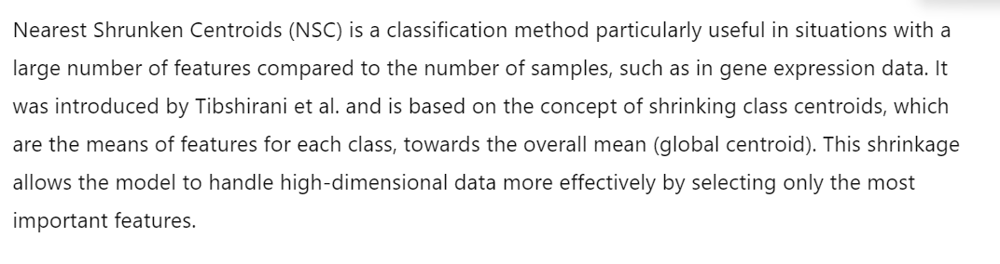 Nearest Shrunken Centroids (NSC) is a classification method particularly useful in situations with a
large number of features compared to the number of samples, such as in gene expression data. It
was introduced by Tibshirani et al. and is based on the concept of shrinking class centroids, which
are the means of features for each class, towards the overall mean (global centroid). This shrinkage
allows the model to handle high-dimensional data more effectively by selecting only the most
important features.